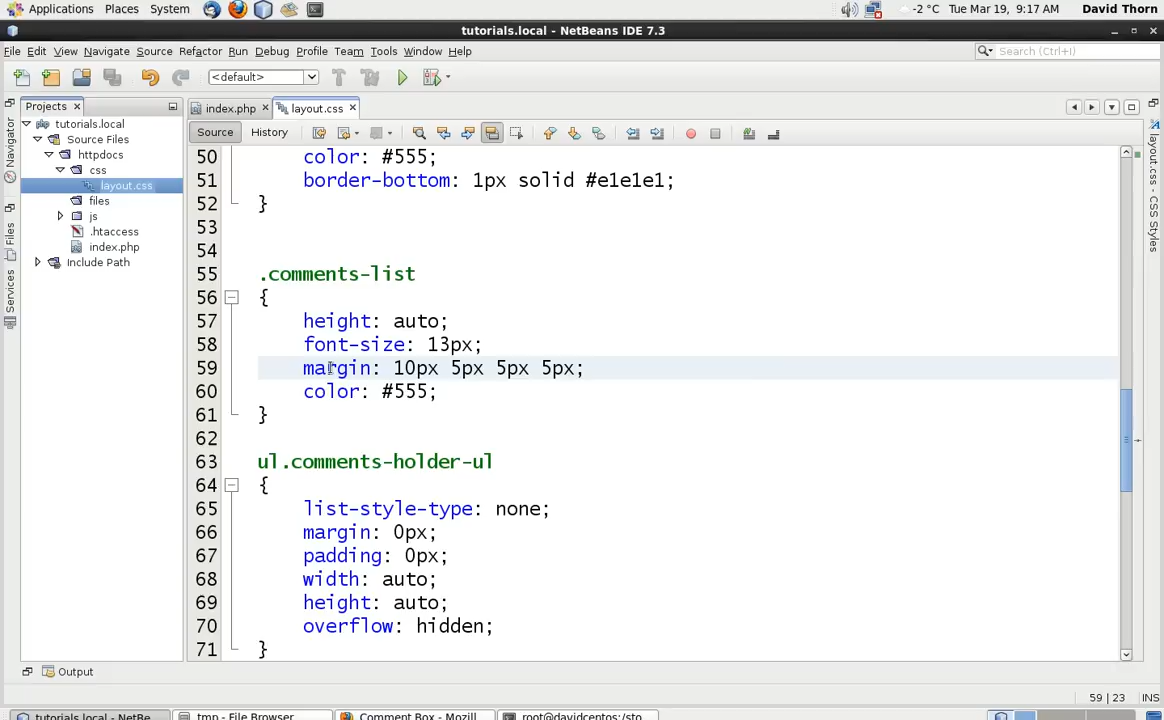 Applications Places System -2 °C Tue Mar 19, 9:17 AM David Thorn
tutorials.local - NetBeans IDE 7.3
File Edit View Navigate Source Refactor Run Debug Profile Team Tools Window Help Search (Ctrl+I)
<default>
Projects index.php layout.css
Source History
tutorials.local
Source Files
httpdocs
css
layout.css
files
js
.htaccess
index.php
Include Path
Navigator
Files
Services
50 color: #555;
51 border-bottom: 1px solid #e1e1e1;
52 }
53
54
55 .comments-list
56 {
57 height: auto;
58 font-size: 13px;
59 margin: 10px 5px 5px 5px;
60 color: #555;
61 }
62
63 ul.comments-holder-ul
64 {
65 list-style-type: none;
66 margin: 0px;
67 padding: 0px;
68 width: auto;
69 height: auto;
70 overflow: hidden;
71 }
layout.css - CSS Styles
Output
59 | 23 INS
tutorials.local - NetBe... tmp - File Browser Comment Box - Mozill... root@davidcentos:/sto...